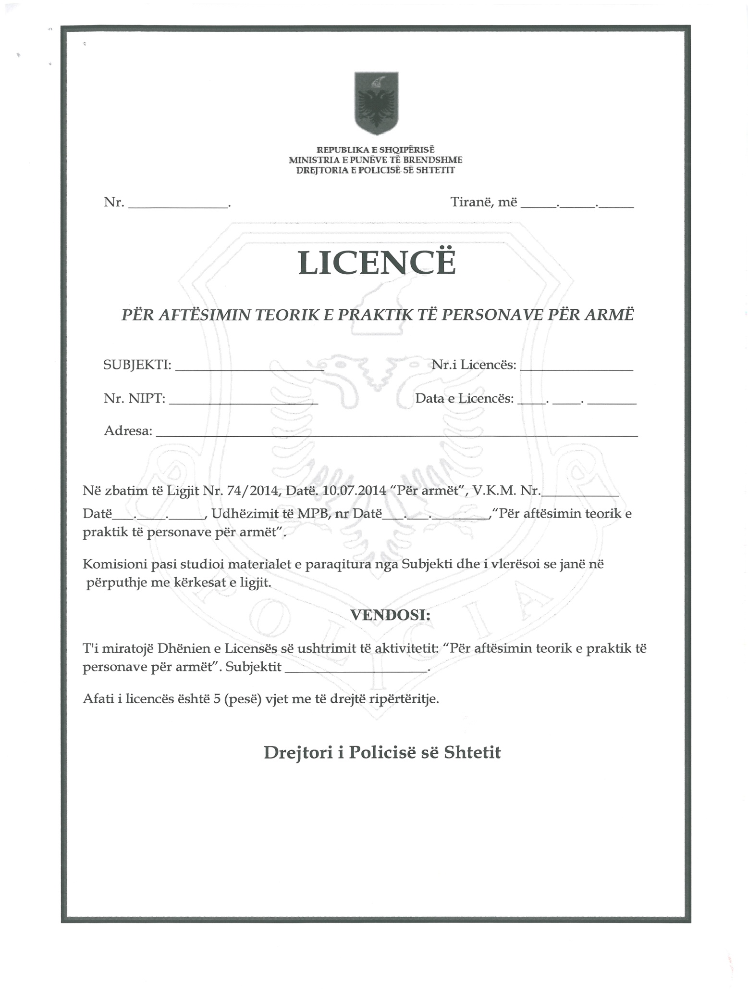 REPUBLIKA E SHQIPËRISË
MINISTRIA E PUNËVE TË BRENDSHME
DREJTORIA E POLICISË SË SHTETIT
Nr. ______________. Tiranë, më _____._____._____
LICENCË
PËR AFTËSIMIN TEORIK E PRAKTIK TË PERSONAVE PËR ARMË
SUBJEKTI: _____________________ Nr.i Licencës: ________________
Nr. NIPT: _____________________ Data e Licencës: ____. ____. _______
Adresa: ____________________________________________________________________
Në zbatim të Ligjit Nr. 74/2014, Datë. 10.07.2014 “Për armët”, V.K.M. Nr.___________
Datë___.____._____, Udhëzimit të MPB, nr Datë___.___.________,“Për aftësimin teorik e
praktik të personave për armët”.
Komisioni pasi studioi materialet e paraqitura nga Subjekti dhe i vlerësoi se janë në
përputhje me kërkesat e ligjit.
VENDOSI:
T'i miratojë Dhënien e Licensës së ushtrimit të aktivitetit: “Për aftësimin teorik e praktik të
personave për armët”. Subjektit ____________________.
Afati i licencës është 5 (pesë) vjet me të drejtë ripërtëritje.
Drejtori i Policisë së Shtetit
POLICIA